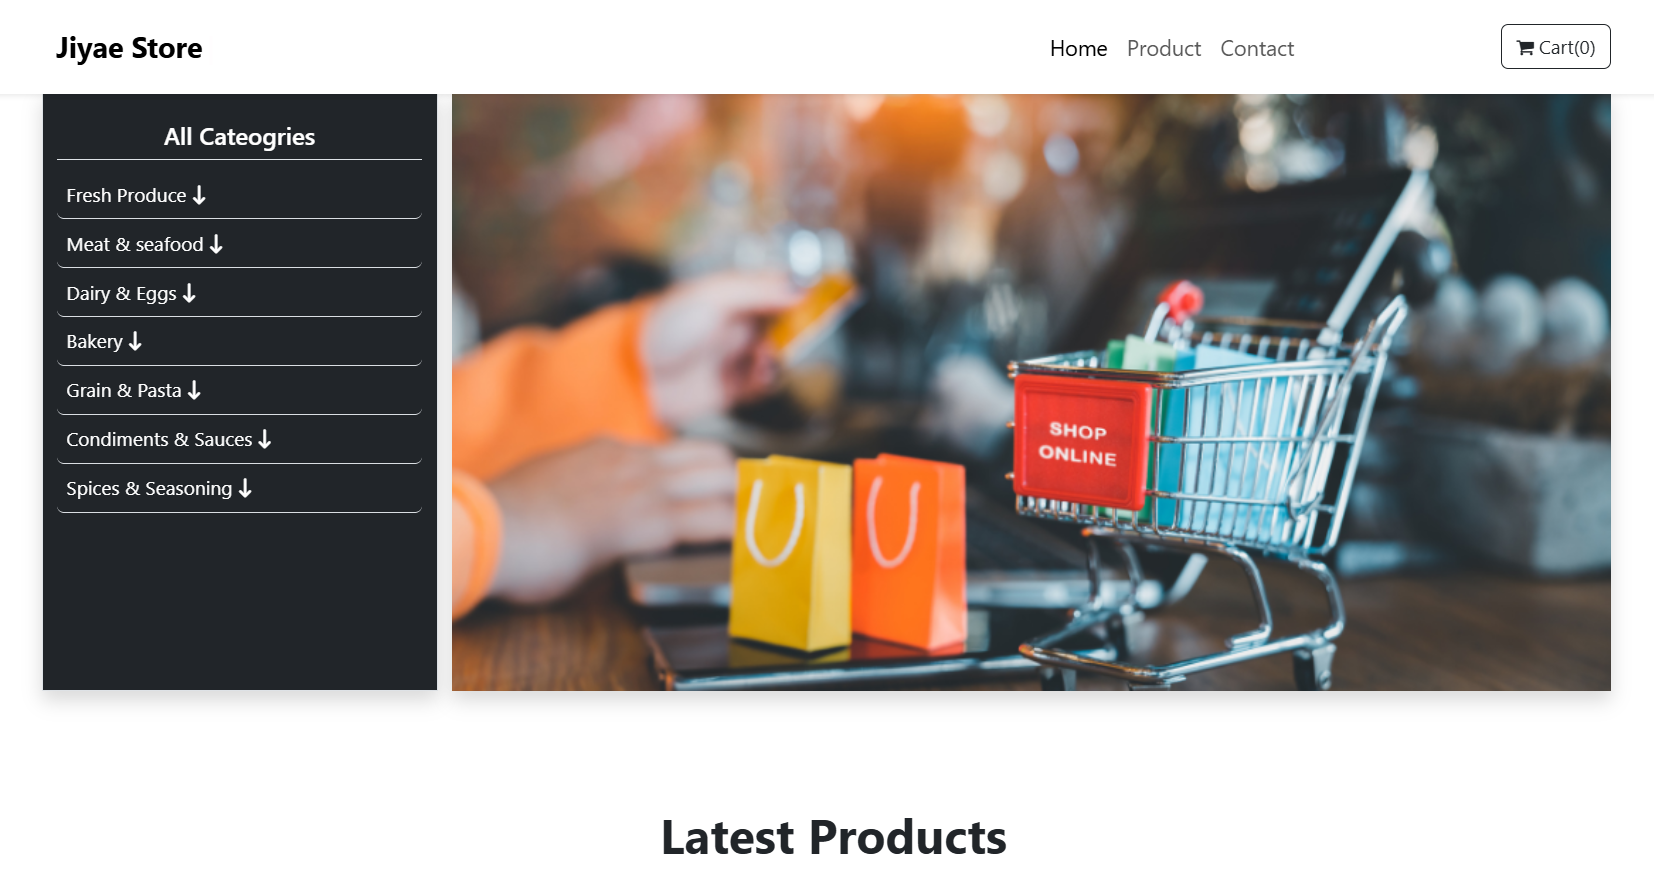 Jiyae Store
Home Product Contact
Cart(0)
All Cateogries
Fresh Produce
Meat & seafood
Dairy & Eggs
Bakery
Grain & Pasta
Condiments & Sauces
Spices & Seasoning
SHOP
ONLINE
Latest Products